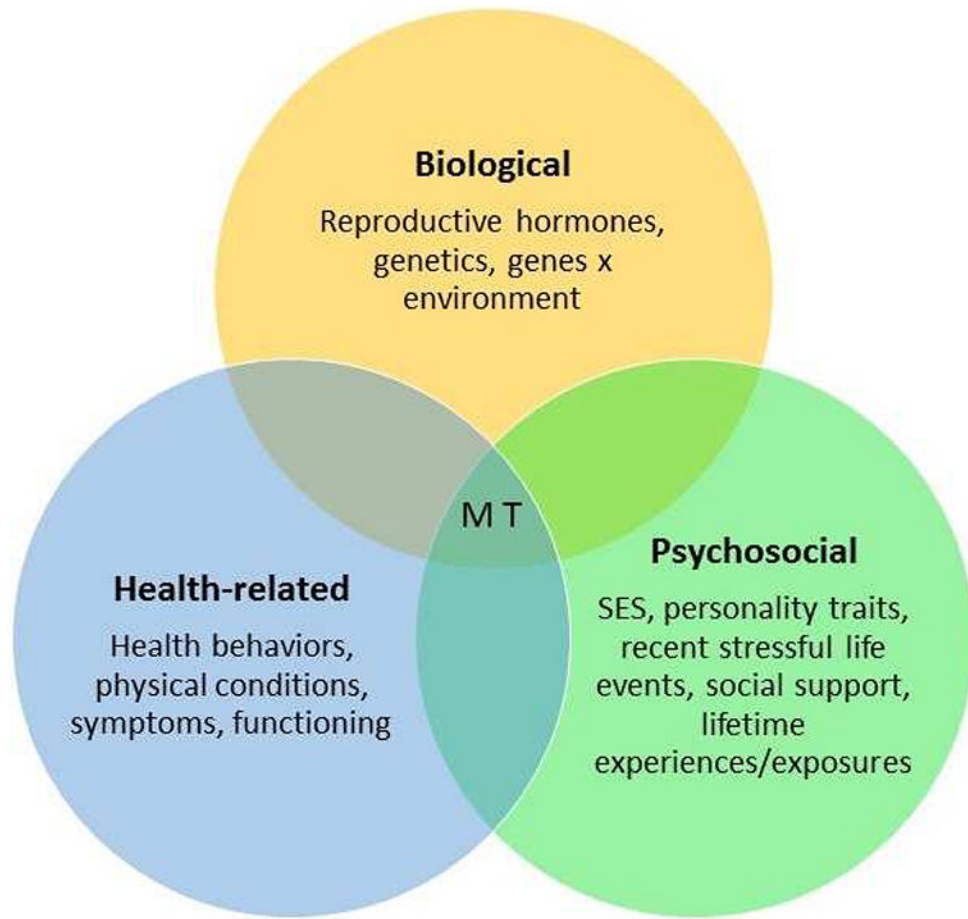 Biological
Reproductive hormones,
genetics, genes x
environment
M T
Health-related
Health behaviors,
physical conditions,
symptoms, functioning
Psychosocial
SES, personality traits,
recent stressful life
events, social support,
lifetime
experiences/exposures